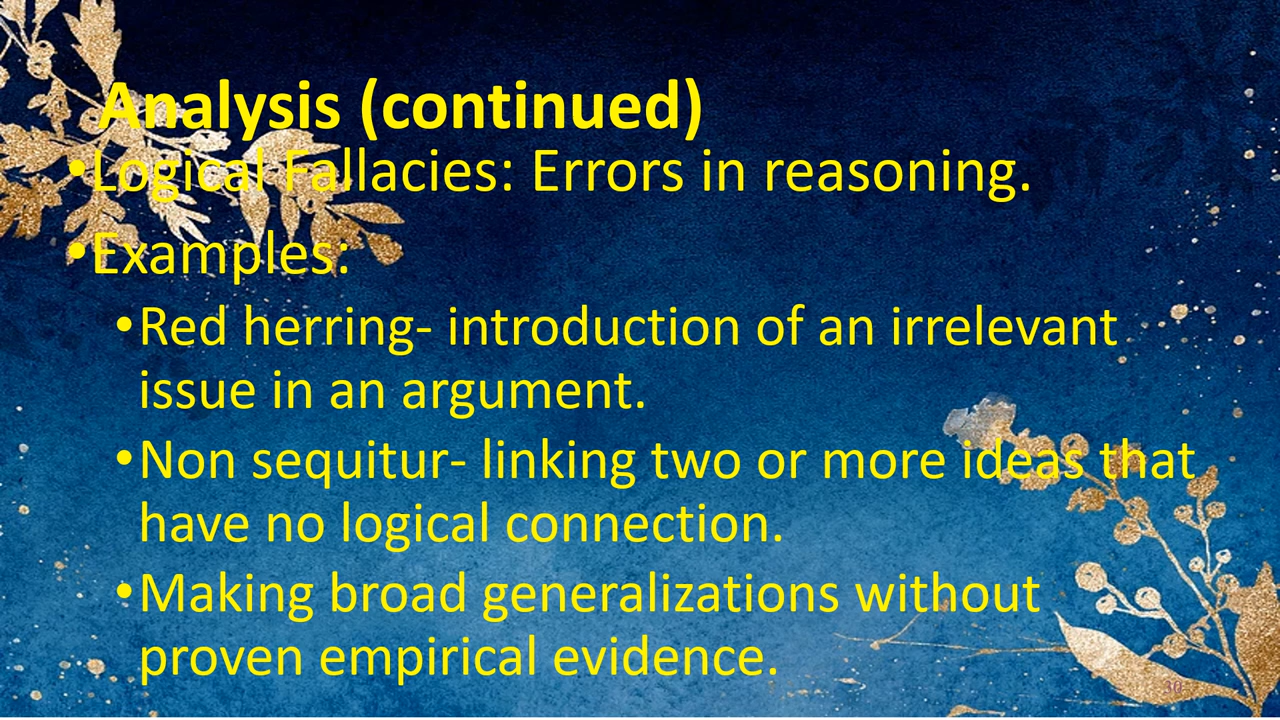 Analysis (continued)
•Logical Fallacies: Errors in reasoning.
•Examples:
•Red herring- introduction of an irrelevant
issue in an argument.
•Non sequitur- linking two or more ideas that
have no logical connection.
•Making broad generalizations without
proven empirical evidence.
30